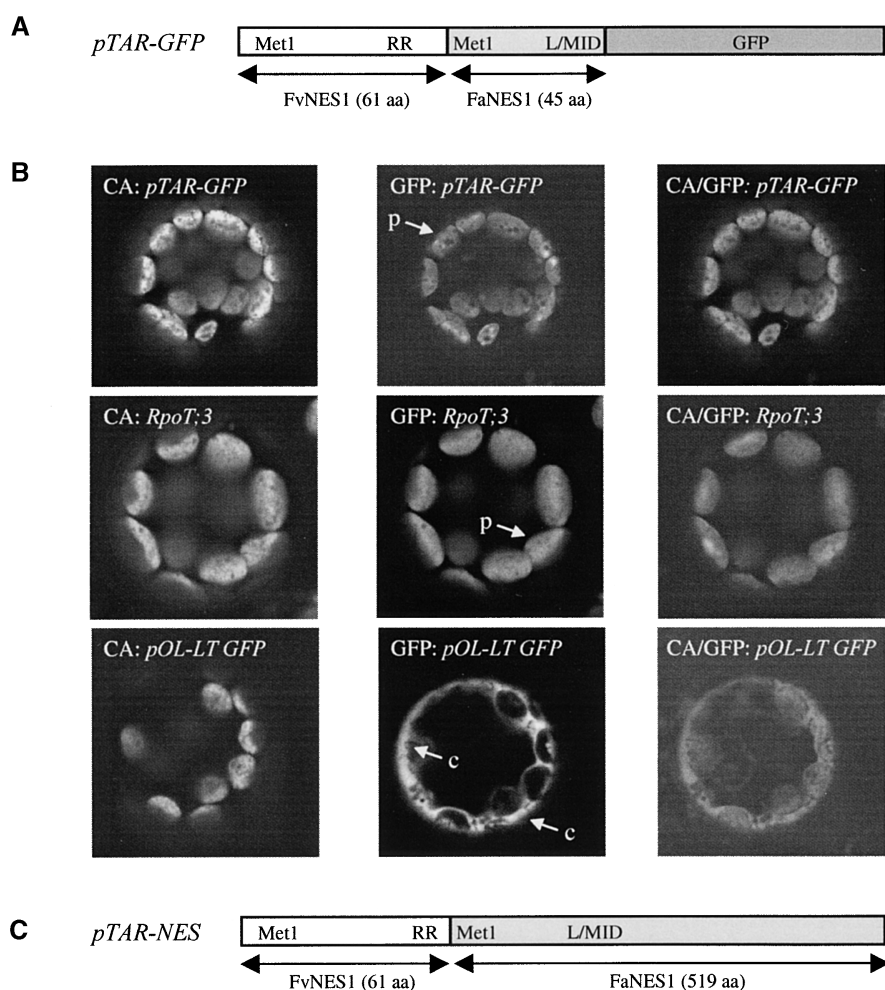 A
pTAR-GFP
Met1 RR Met1 L/MID GFP
FvNES1 (61 aa) FaNES1 (45 aa)
B
CA: pTAR-GFP GFP: pTAR-GFP CA/GFP: pTAR-GFP
p
CA: RpoT;3 GFP: RpoT;3 CA/GFP: RpoT;3
p
CA: pOL-LT GFP GFP: pOL-LT GFP CA/GFP: pOL-LT GFP
c
c
C
pTAR-NES
Met1 RR Met1 L/MID
FvNES1 (61 aa) FaNES1 (519 aa)